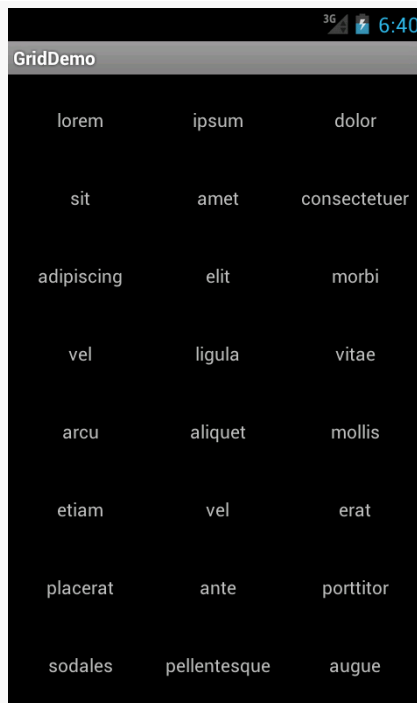 3G 6:40
GridDemo
lorem ipsum dolor
sit amet consectetuer
adipiscing elit morbi
vel ligula vitae
arcu aliquet mollis
etiam vel erat
placerat ante porttitor
sodales pellentesque augue